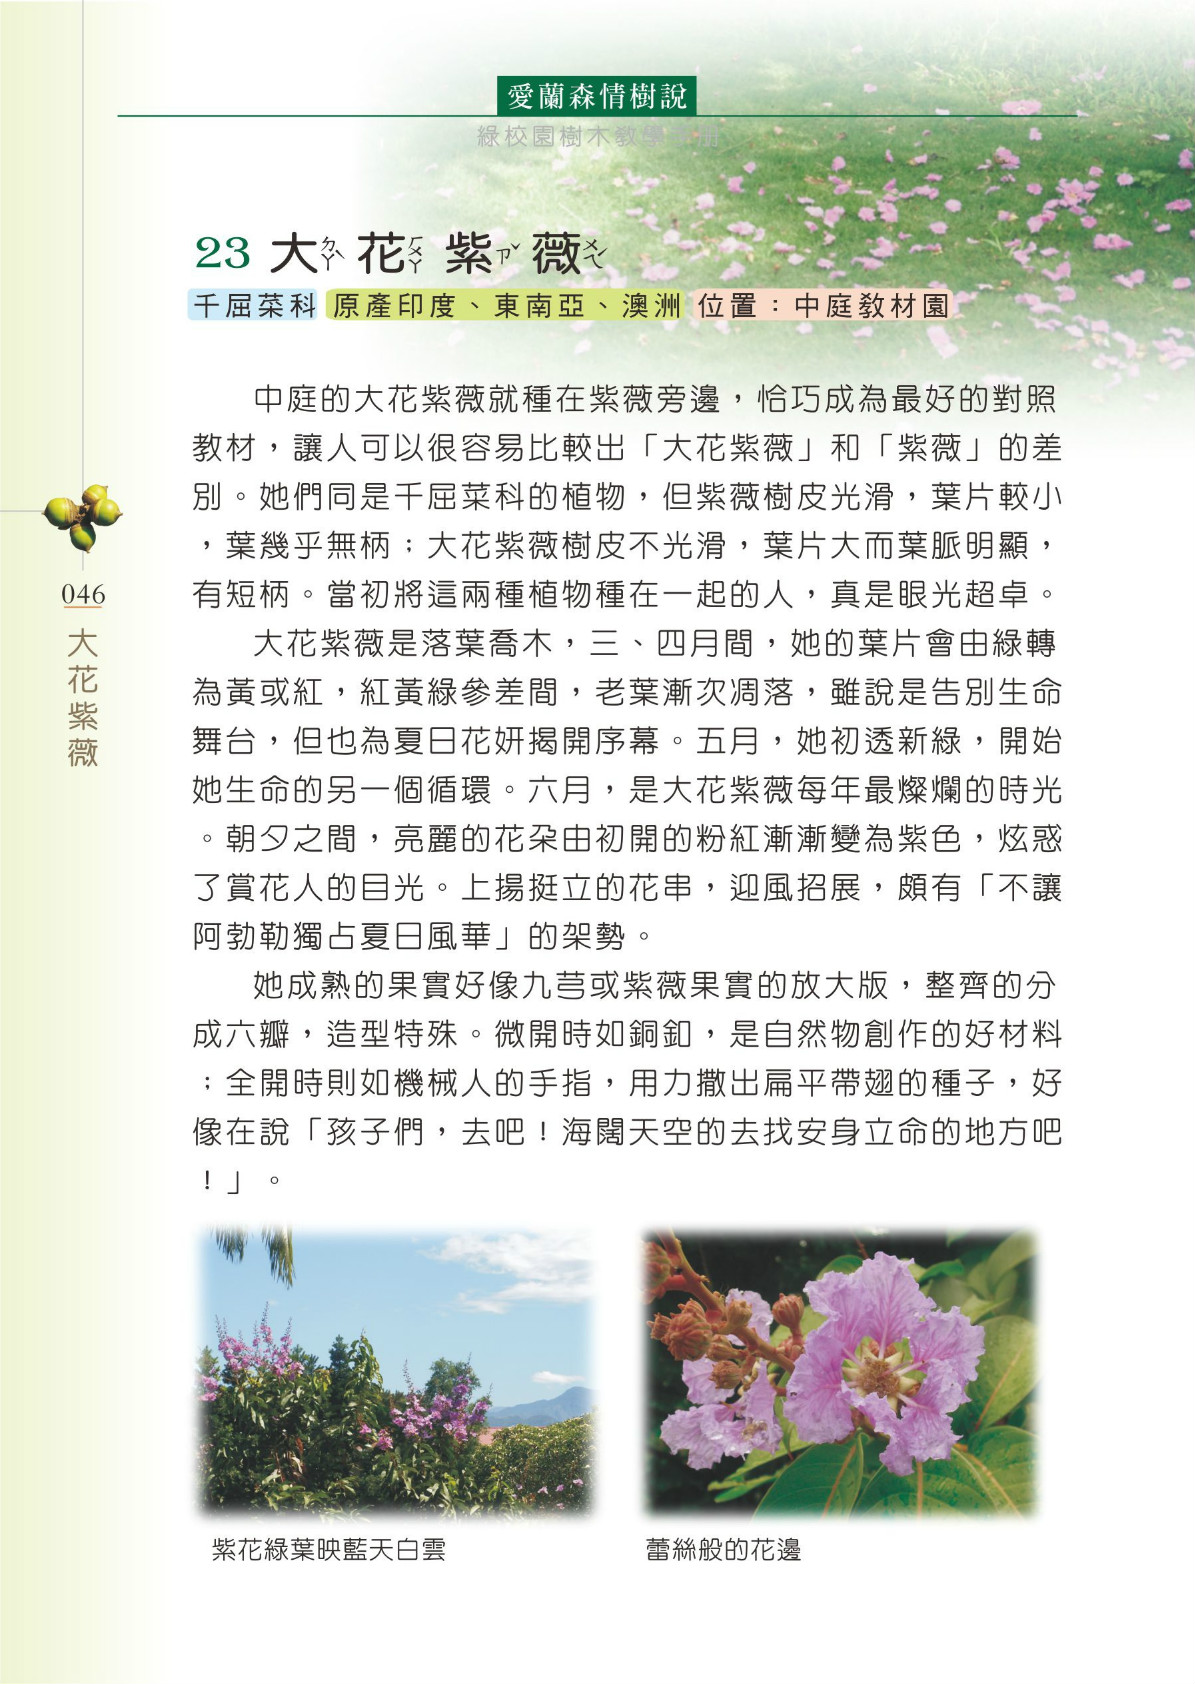 愛蘭森情樹說
綠校園樹木教學手冊
23 大ㄉㄚˋ 花ㄏㄨㄚ 紫ㄗˇ 薇ㄨㄟˊ
千屈菜科 原產印度、東南亞、澳洲 位置：中庭教材園
中庭的大花紫薇就種在紫薇旁邊，恰巧成為最好的對照
教材，讓人可以很容易比較出「大花紫薇」和「紫薇」的差
別。她們同是千屈菜科的植物，但紫薇樹皮光滑，葉片較小
，葉幾乎無柄；大花紫薇樹皮不光滑，葉片大而葉脈明顯，
有短柄。當初將這兩種植物種在一起的人，真是眼光超卓。
大花紫薇是落葉喬木，三、四月間，她的葉片會由綠轉
為黃或紅，紅黃綠參差間，老葉漸次凋落，雖說是告別生命
舞台，但也為夏日花妍揭開序幕。五月，她初透新綠，開始
她生命的另一個循環。六月，是大花紫薇每年最燦爛的時光
。朝夕之間，亮麗的花朵由初開的粉紅漸漸變為紫色，炫惑
了賞花人的目光。上揚挺立的花串，迎風招展，頗有「不讓
阿勃勒獨占夏日風華」的架勢。
她成熟的果實好像九芎或紫薇果實的放大版，整齊的分
成六瓣，造型特殊。微開時如銅釦，是自然物創作的好材料
；全開時則如機械人的手指，用力撒出扁平帶翅的種子，好
像在說「孩子們，去吧！海闊天空的去找安身立命的地方吧
！」。
紫花綠葉映藍天白雲
蕾絲般的花邊
046
大花紫薇